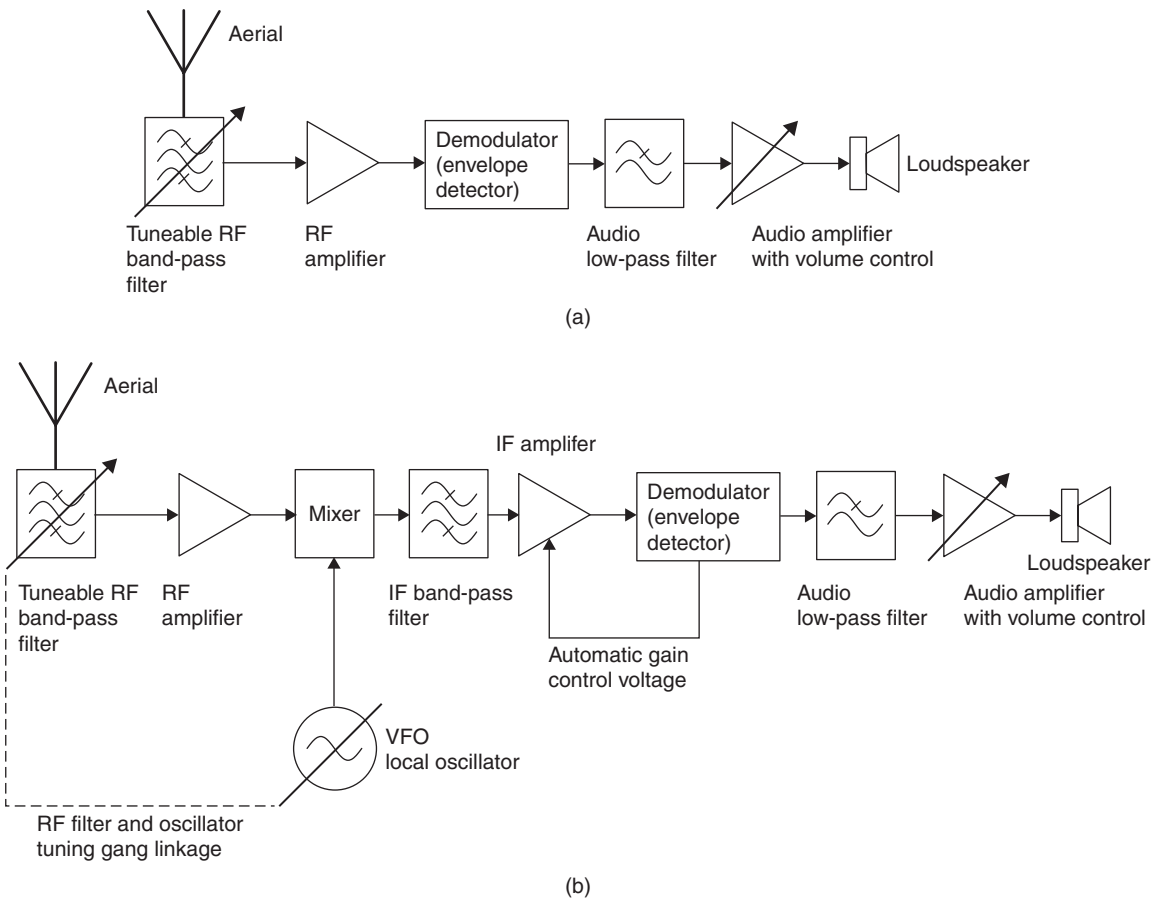 Aerial
Demodulator
(envelope
detector)
Loudspeaker
Tuneable RF
band-pass
filter
RF
amplifier
Audio
low-pass filter
Audio amplifier
with volume control
(a)
Aerial
IF amplifer
Mixer
Demodulator
(envelope
detector)
Loudspeaker
Tuneable RF
band-pass
filter
RF
amplifier
IF band-pass
filter
Audio
low-pass filter
Audio amplifier
with volume control
Automatic gain
control voltage
VFO
local oscillator
RF filter and oscillator
tuning gang linkage
(b)